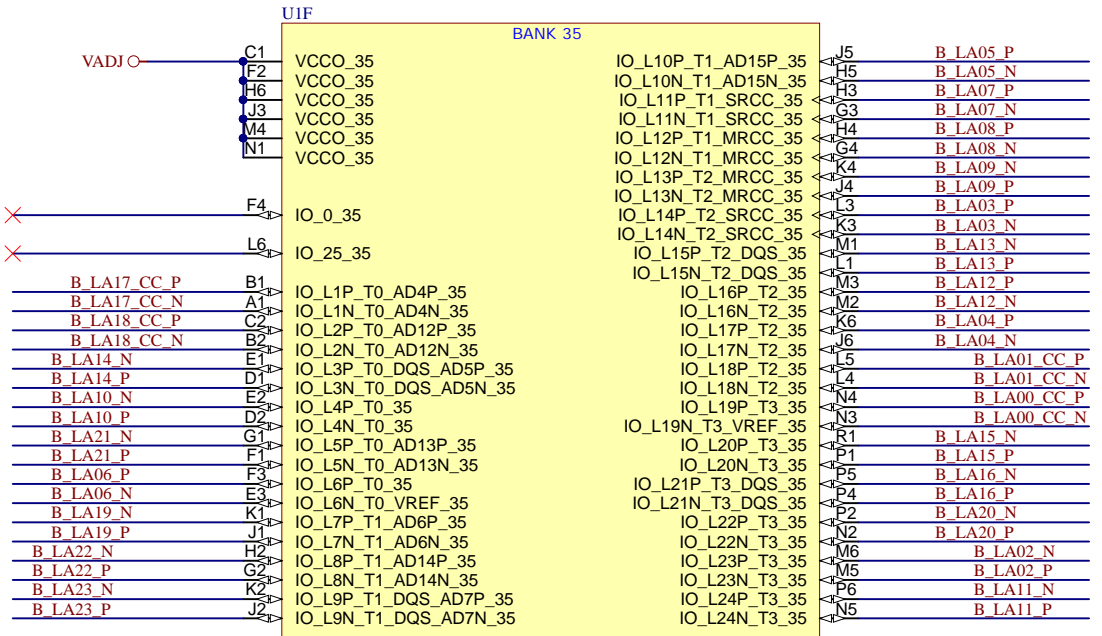 U1F
BANK 35
VADJ
C1 VCCO_35
F2 VCCO_35
H6 VCCO_35
J3 VCCO_35
M4 VCCO_35
N1 VCCO_35
F4 IO_0_35
L6 IO_25_35
B_LA17_CC_P B1 IO_L1P_T0_AD4P_35
B_LA17_CC_N A1 IO_L1N_T0_AD4N_35
B_LA18_CC_P C2 IO_L2P_T0_AD12P_35
B_LA18_CC_N B2 IO_L2N_T0_AD12N_35
B_LA14_N E1 IO_L3P_T0_DQS_AD5P_35
B_LA14_P D1 IO_L3N_T0_DQS_AD5N_35
B_LA10_N E2 IO_L4P_T0_35
B_LA10_P D2 IO_L4N_T0_35
B_LA21_N G1 IO_L5P_T0_AD13P_35
B_LA21_P F1 IO_L5N_T0_AD13N_35
B_LA06_P F3 IO_L6P_T0_35
B_LA06_N E3 IO_L6N_T0_VREF_35
B_LA19_N K1 IO_L7P_T1_AD6P_35
B_LA19_P J1 IO_L7N_T1_AD6N_35
B_LA22_N H2 IO_L8P_T1_AD14P_35
B_LA22_P G2 IO_L8N_T1_AD14N_35
B_LA23_N K2 IO_L9P_T1_DQS_AD7P_35
B_LA23_P J2 IO_L9N_T1_DQS_AD7N_35
IO_L10P_T1_AD15P_35 J5 B_LA05_P
IO_L10N_T1_AD15N_35 H5 B_LA05_N
IO_L11P_T1_SRCC_35 H3 B_LA07_P
IO_L11N_T1_SRCC_35 G3 B_LA07_N
IO_L12P_T1_MRCC_35 H4 B_LA08_P
IO_L12N_T1_MRCC_35 G4 B_LA08_N
IO_L13P_T2_MRCC_35 K4 B_LA09_N
IO_L13N_T2_MRCC_35 J4 B_LA09_P
IO_L14P_T2_SRCC_35 L3 B_LA03_P
IO_L14N_T2_SRCC_35 K3 B_LA03_N
IO_L15P_T2_DQS_35 M1 B_LA13_N
IO_L15N_T2_DQS_35 L1 B_LA13_P
IO_L16P_T2_35 M3 B_LA12_P
IO_L16N_T2_35 M2 B_LA12_N
IO_L17P_T2_35 K6 B_LA04_P
IO_L17N_T2_35 J6 B_LA04_N
IO_L18P_T2_35 L5 B_LA01_CC_P
IO_L18N_T2_35 L4 B_LA01_CC_N
IO_L19P_T3_35 N4 B_LA00_CC_P
IO_L19N_T3_VREF_35 N3 B_LA00_CC_N
IO_L20P_T3_35 R1 B_LA15_N
IO_L20N_T3_35 P1 B_LA15_P
IO_L21P_T3_DQS_35 P5 B_LA16_N
IO_L21N_T3_DQS_35 P4 B_LA16_P
IO_L22P_T3_35 P2 B_LA20_N
IO_L22N_T3_35 N2 B_LA20_P
IO_L23P_T3_35 M6 B_LA02_N
IO_L23N_T3_35 M5 B_LA02_P
IO_L24P_T3_35 P6 B_LA11_N
IO_L24N_T3_35 N5 B_LA11_P